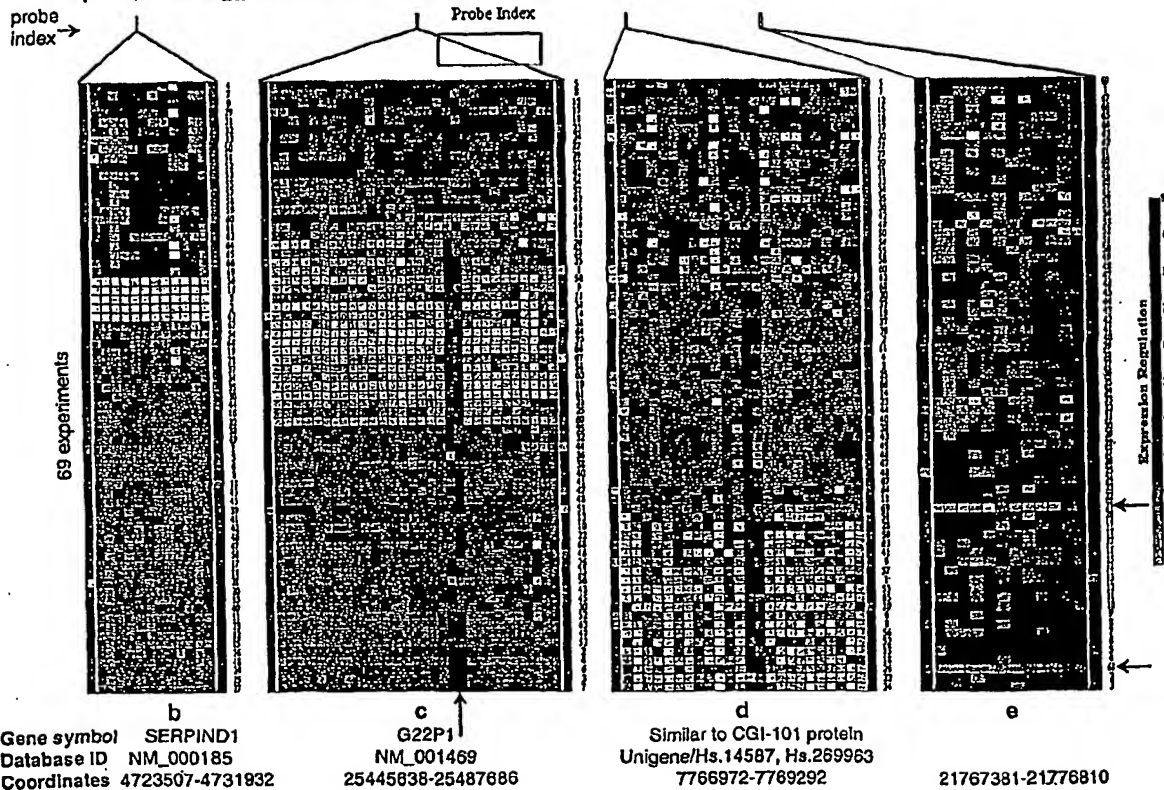 probe
index
Probe Index
69 experiments
Expression Regulation
b
c
d
e
Gene symbol SERPIND1 G22P1 Similar to CGI-101 protein
Database ID NM_000185 NM_001469 Unigene/Hs.14587, Hs.269963
Coordinates 4723507-4731932 25445638-25487686 7766972-7769292 21767381-21776810